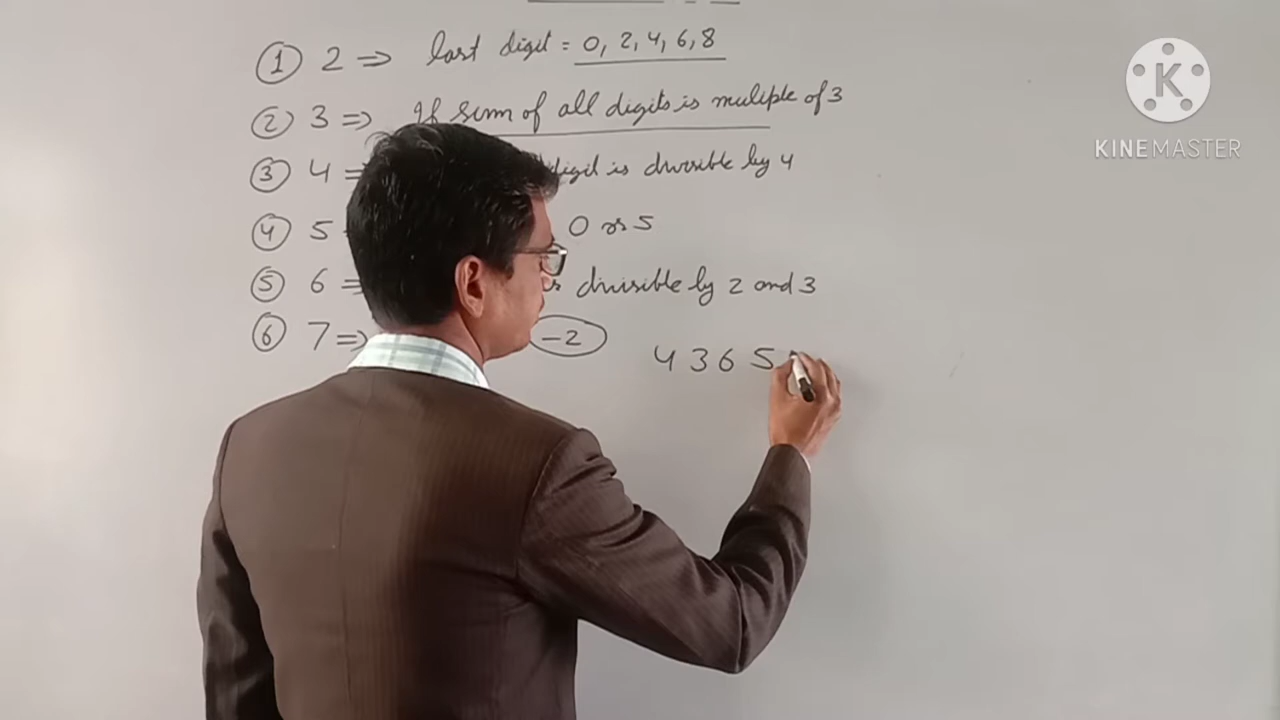 ① 2 ⇒ last digit = 0, 2, 4, 6, 8
② 3 ⇒ If sum of all digits is muliple of 3
③ 4 = digit is divisible by 4
④ 5 0 or 5
⑤ 6 = divisible by 2 and 3
⑥ 7 ⇒ -2
4 3 6 5
K
KINEMASTER